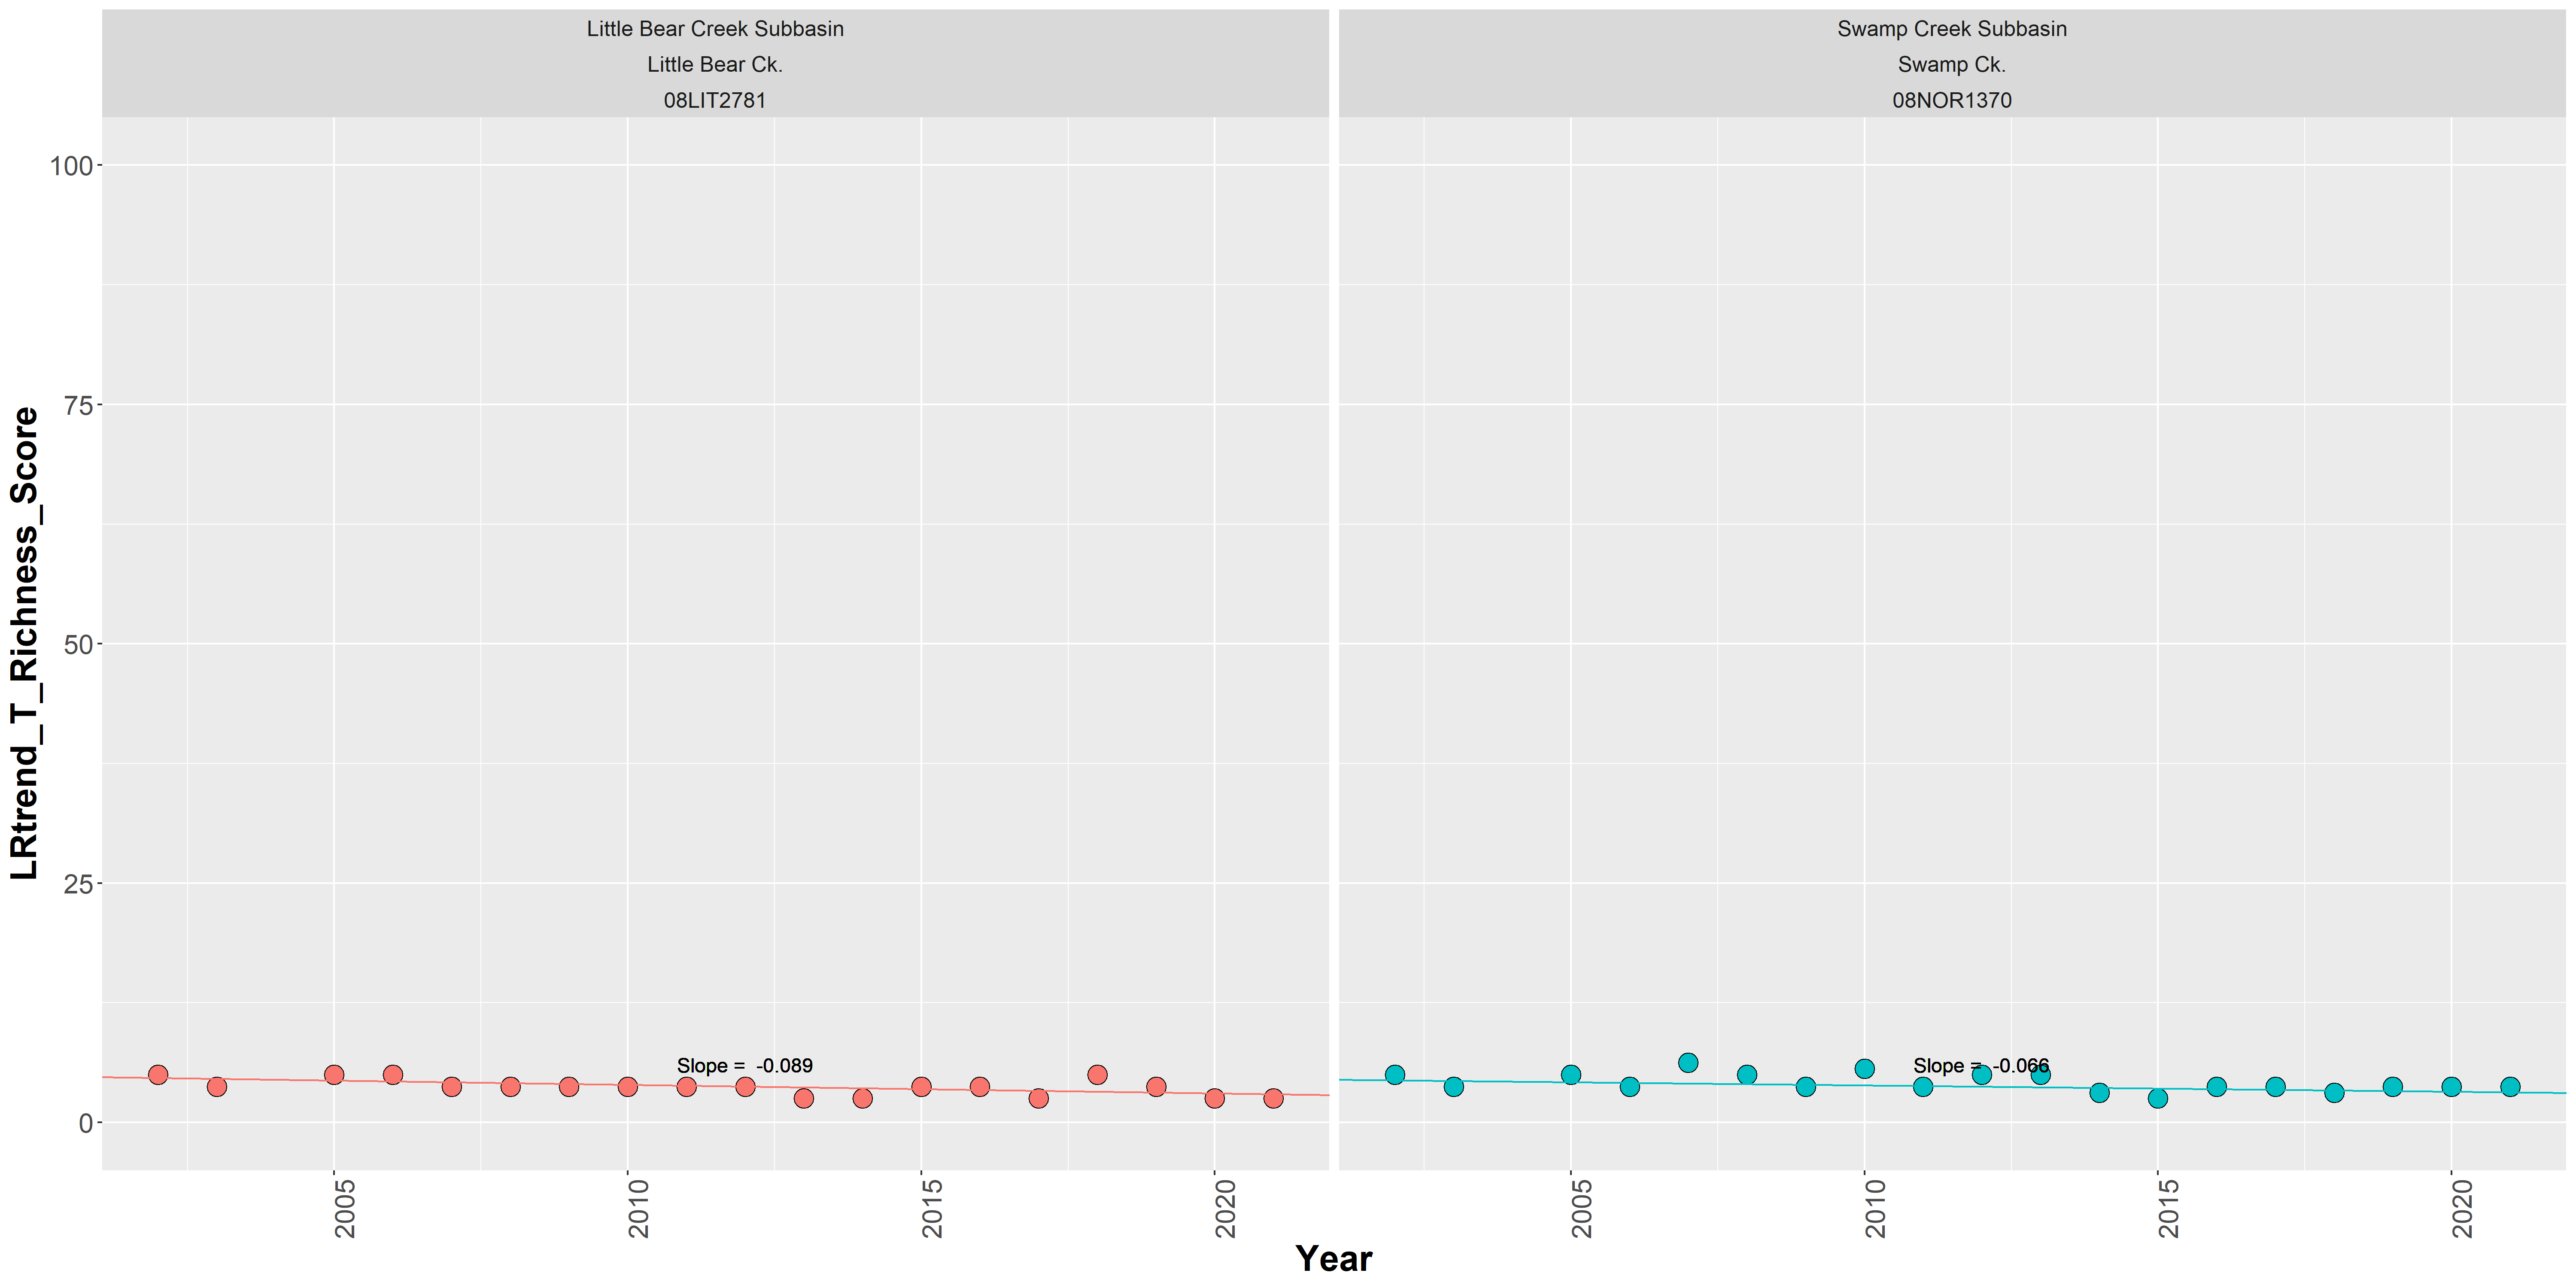 Little Bear Creek Subbasin
Little Bear Ck.
08LIT2781
Swamp Creek Subbasin
Swamp Ck.
08NOR1370
LRtrend_T_Richness_Score
100
75
50
25
0
Slope = -0.089
Slope = -0.066
2005
2010
2015
2020
2005
2010
2015
2020
Year